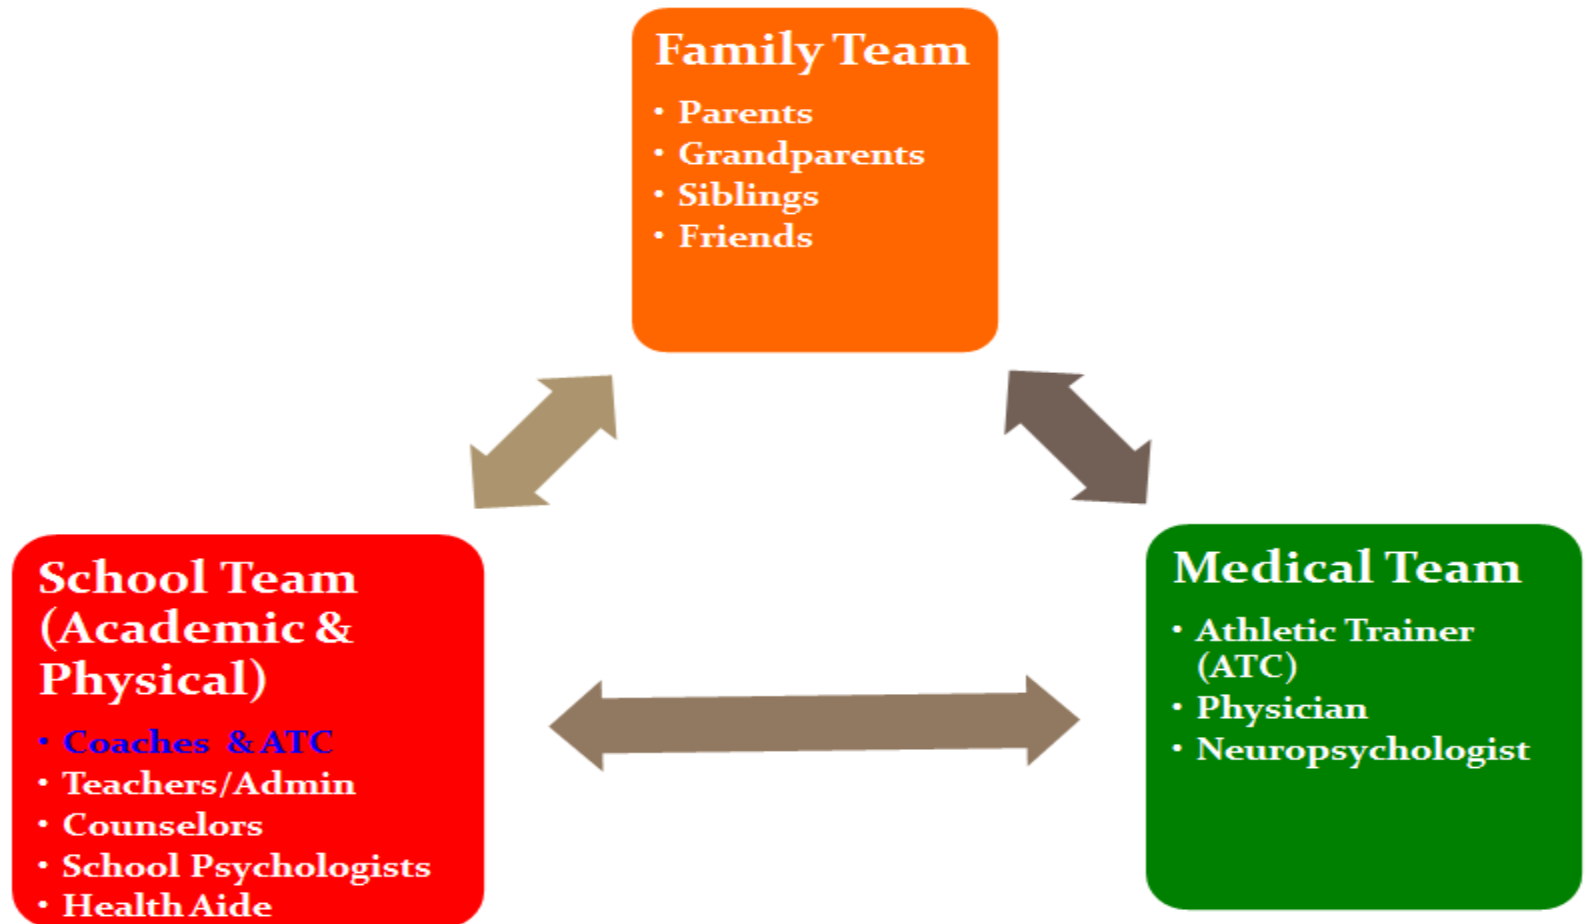 Family Team
• Parents
• Grandparents
• Siblings
• Friends
School Team
(Academic &
Physical)
• Coaches & ATC
• Teachers/Admin
• Counselors
• School Psychologists
• Health Aide
Medical Team
• Athletic Trainer
(ATC)
• Physician
• Neuropsychologist